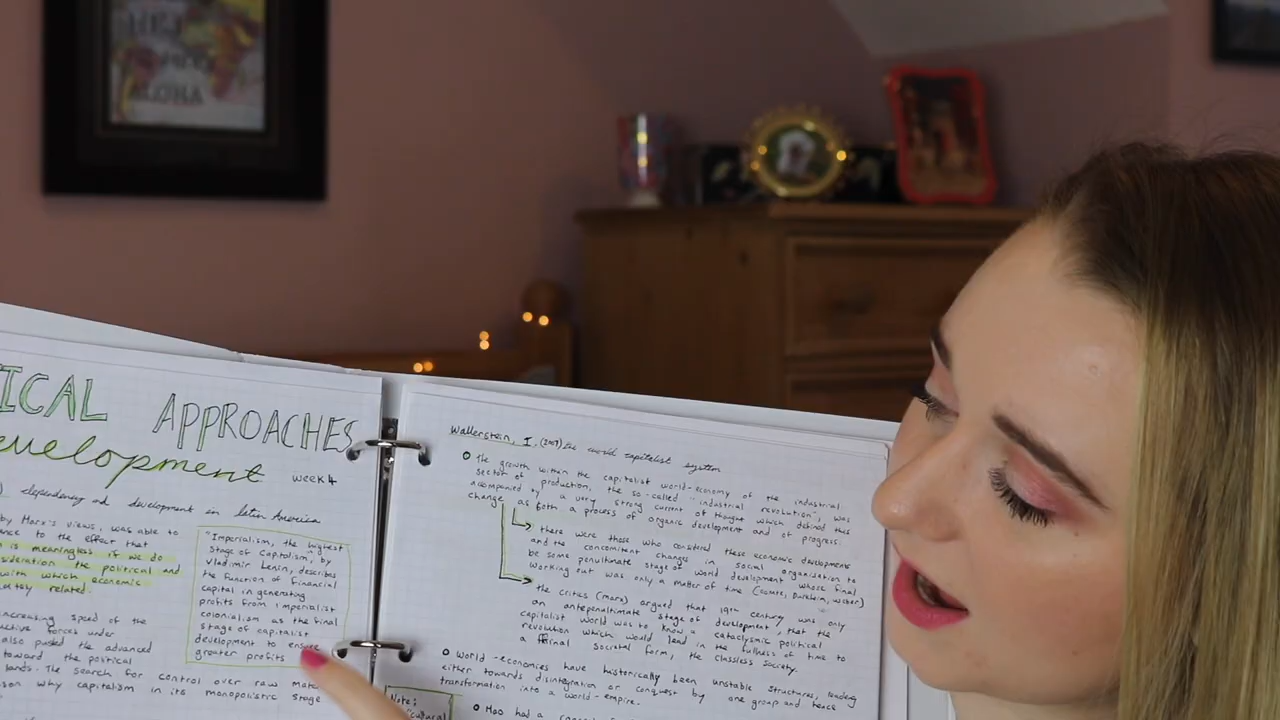 HEJ
ALOHA
ICAL APPROACHES
evelopment week 4
dependency and development in latin America
by Marx's views, was able to
ence to the effect that
is meaningless if we do
sideration the political and
with which economic
ately related.
increasing speed of the
active forces under
also pushed the advanced
toward the political
lands. The search for control over raw mate
son why capitalism in its monopolistic stage
"Imperialism, the highest
Stage of Capitalism", by
Vladimir Lenin, describes
the function of financial
capital in generating
profits from imperialist
colonialism as the final
stage of capitalist
development to ensure
greater profits
Wallerstein, I. (2007) the world capitalist system
the growth within the capitalist world-economy of the industrial
sector of production, the so-called "industrial revolution", was
accompanied by a very strong current of thought which defined this
change as both a process of organic development and of progress.
there were those who considered these economic developments
and the concomitant changes in social organisation to
be some penultimate stage of world development whose final
working out was only a matter of time (Durkheim, Weber)
the critics (marx) argued that 19th century was only
an antepenultimate stage of development, that the
capitalist world was to know a cataclysmic political
revolution which would lead in the fullness of time to
a final societal form, the classless society.
World-economies have historically been unstable structures, leading
either towards disintegration or conquest by one group and hence
transformation into a world-empire.
Note:
"cultural
Mao had a